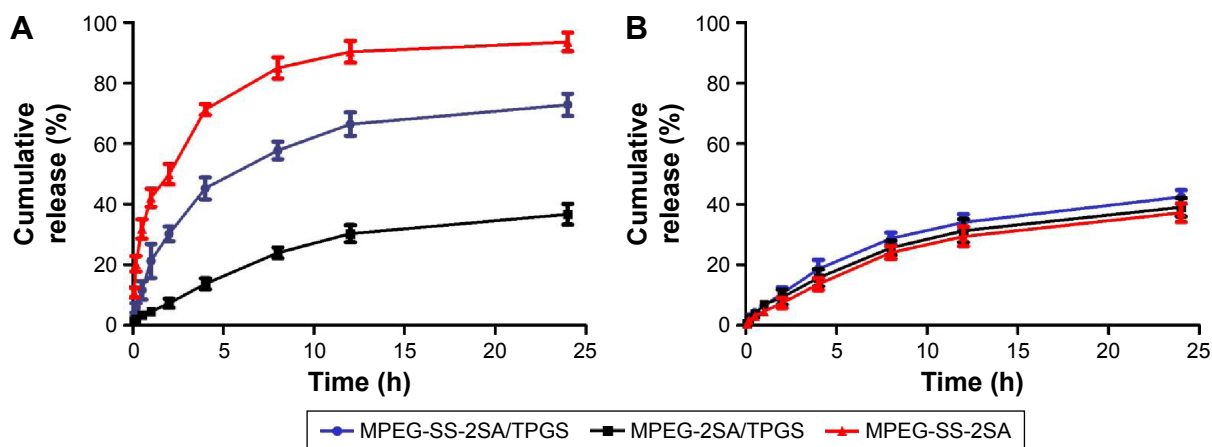 A
Cumulative
release (%)
100
80
60
40
20
0
0 5 10 15 20 25
Time (h)
B
Cumulative
release (%)
100
80
60
40
20
0
0 5 10 15 20 25
Time (h)
MPEG-SS-2SA/TPGS MPEG-2SA/TPGS MPEG-SS-2SA